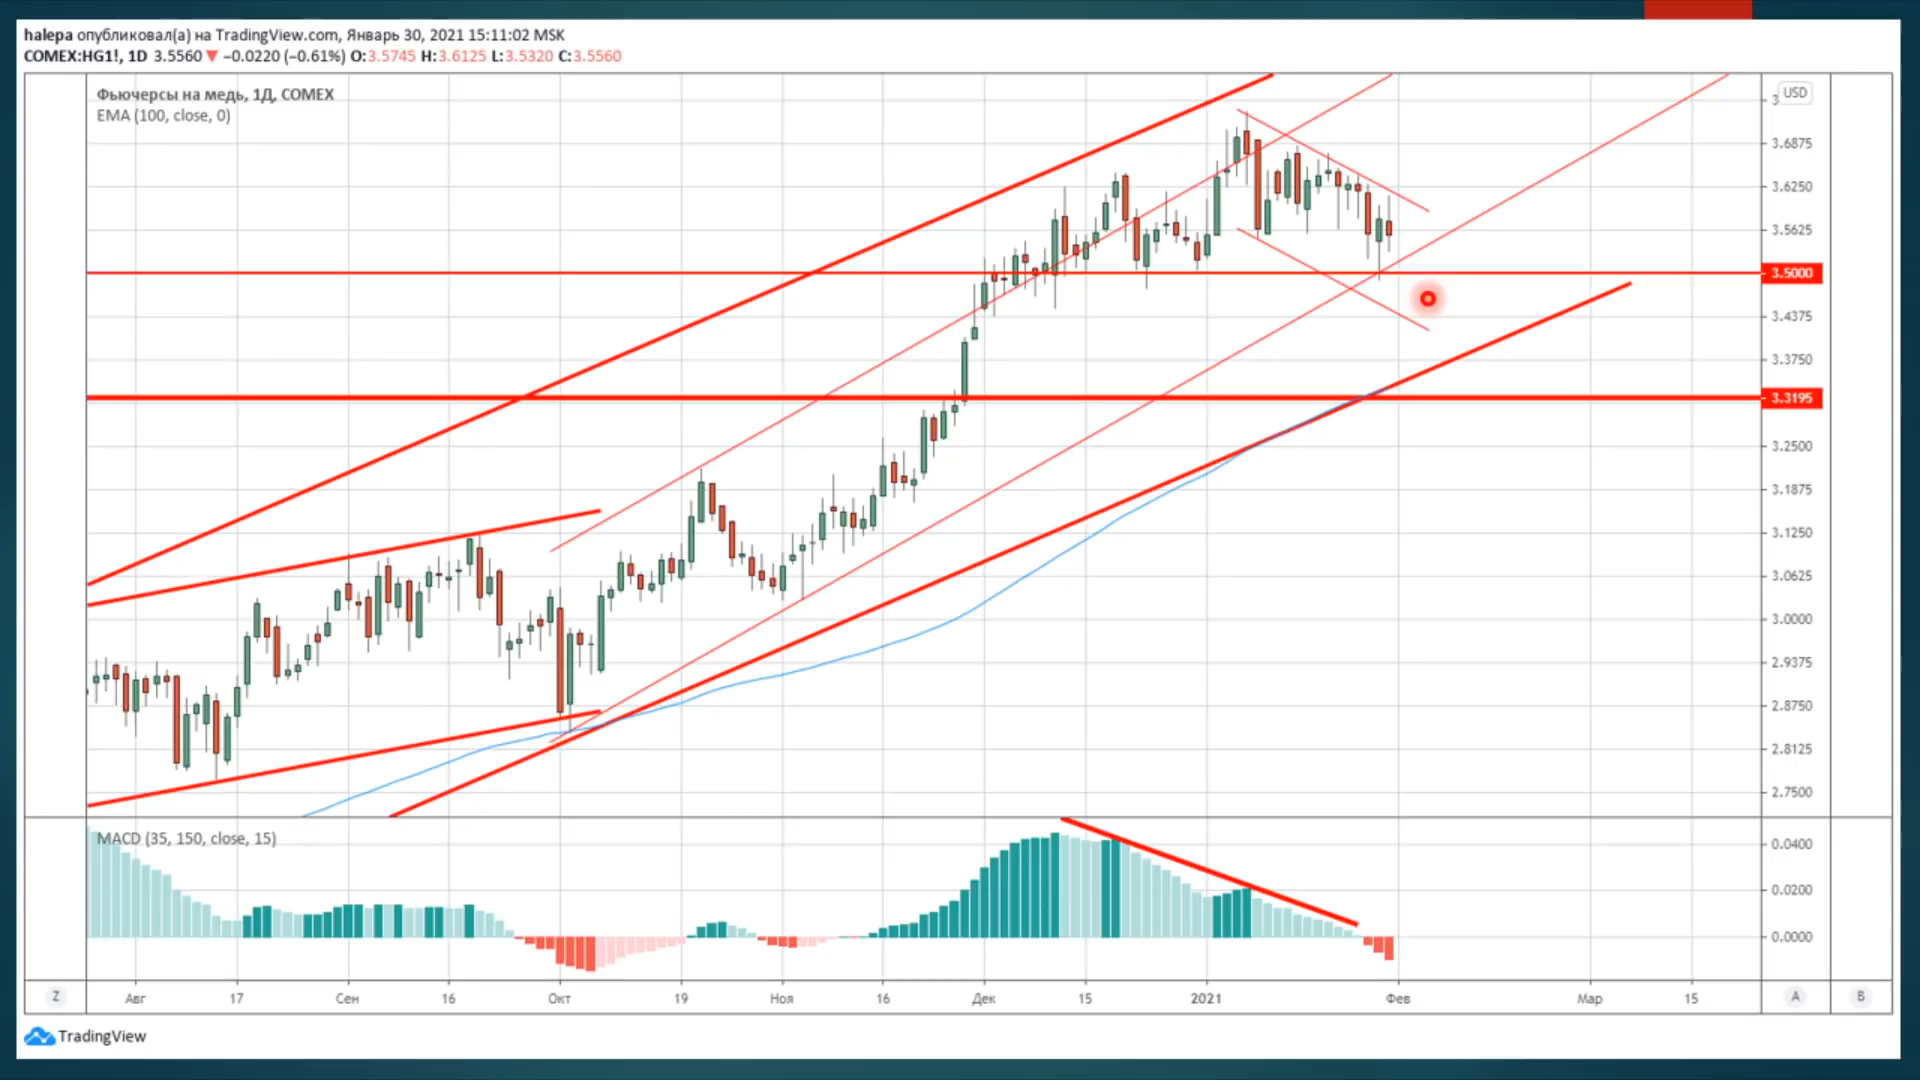 halepa опубликовал(а) на TradingView.com, Январь 30, 2021 15:11:02 MSK
COMEX:HG1!, 1D 3.5560 ▼ −0.0220 (−0.61%) O:3.5745 H:3.6125 L:3.5320 C:3.5560
Фьючерсы на медь, 1Д, COMEX
EMA (100, close, 0)
USD
3.6875
3.6250
3.5625
3.5000
3.4375
3.3750
3.3195
3.2500
3.1875
3.1250
3.0625
3.0000
2.9375
2.8750
2.8125
2.7500
MACD (35, 150, close, 15)
0.0400
0.0200
0.0000
Z Авг 17 Сен 16 Окт 19 Ноя 16 Дек 15 2021 Фев Мар 15 A B
TradingView